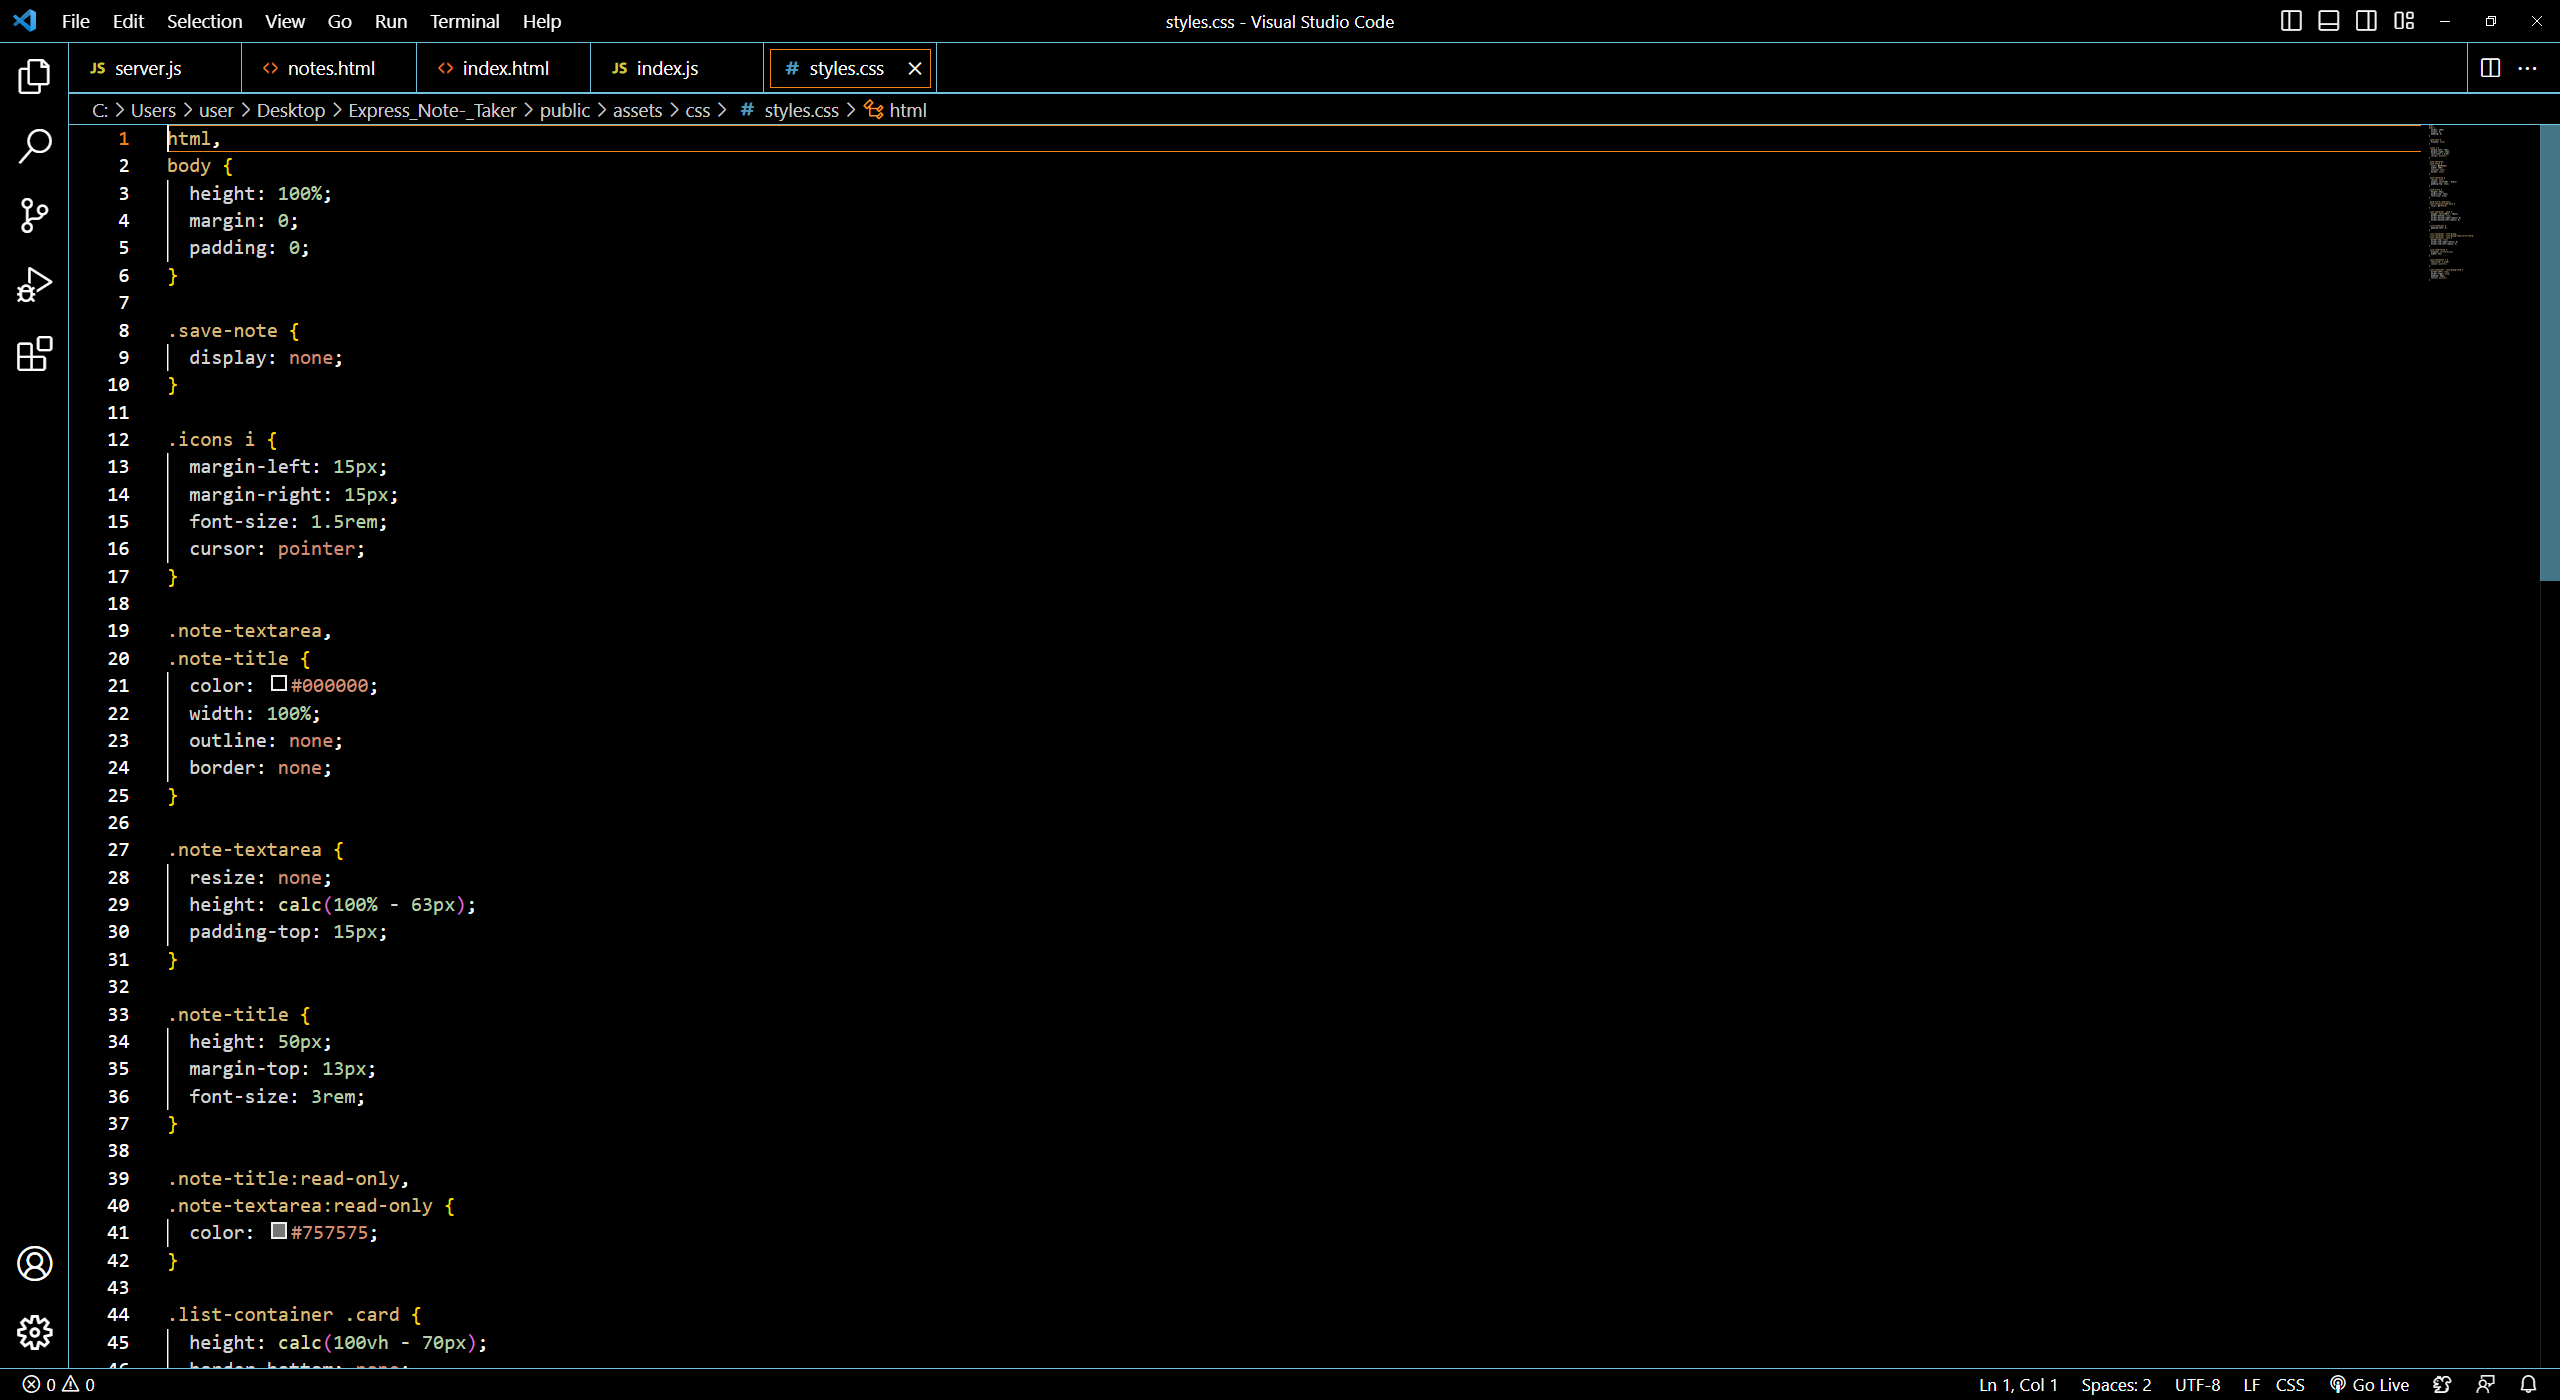 File Edit Selection View Go Run Terminal Help
styles.css - Visual Studio Code
JS server.js
<> notes.html
<> index.html
JS index.js
# styles.css
C: > Users > user > Desktop > Express_Note-_Taker > public > assets > css > # styles.css > html
1 html,
2 body {
3 height: 100%;
4 margin: 0;
5 padding: 0;
6 }
7
8 .save-note {
9 display: none;
10 }
11
12 .icons i {
13 margin-left: 15px;
14 margin-right: 15px;
15 font-size: 1.5rem;
16 cursor: pointer;
17 }
18
19 .note-textarea,
20 .note-title {
21 color: #000000;
22 width: 100%;
23 outline: none;
24 border: none;
25 }
26
27 .note-textarea {
28 resize: none;
29 height: calc(100% - 63px);
30 padding-top: 15px;
31 }
32
33 .note-title {
34 height: 50px;
35 margin-top: 13px;
36 font-size: 3rem;
37 }
38
39 .note-title:read-only,
40 .note-textarea:read-only {
41 color: #757575;
42 }
43
44 .list-container .card {
45 height: calc(100vh - 70px);
46 border-bottom: none;
0 0
Ln 1, Col 1
Spaces: 2
UTF-8
LF
CSS
Go Live